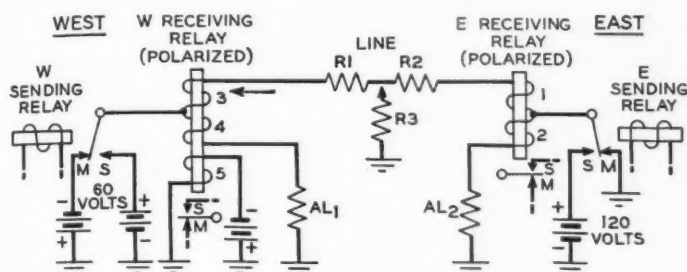 WEST
W RECEIVING
RELAY
(POLARIZED)
LINE
E RECEIVING
RELAY
(POLARIZED)
EAST
W
SENDING
RELAY
R1
R2
R3
E
SENDING
RELAY
3
4
5
1
2
M
S
60
VOLTS
-
+
+
-
S
M
-
+
AL1
AL2
S
M
S
M
+
-
120
VOLTS